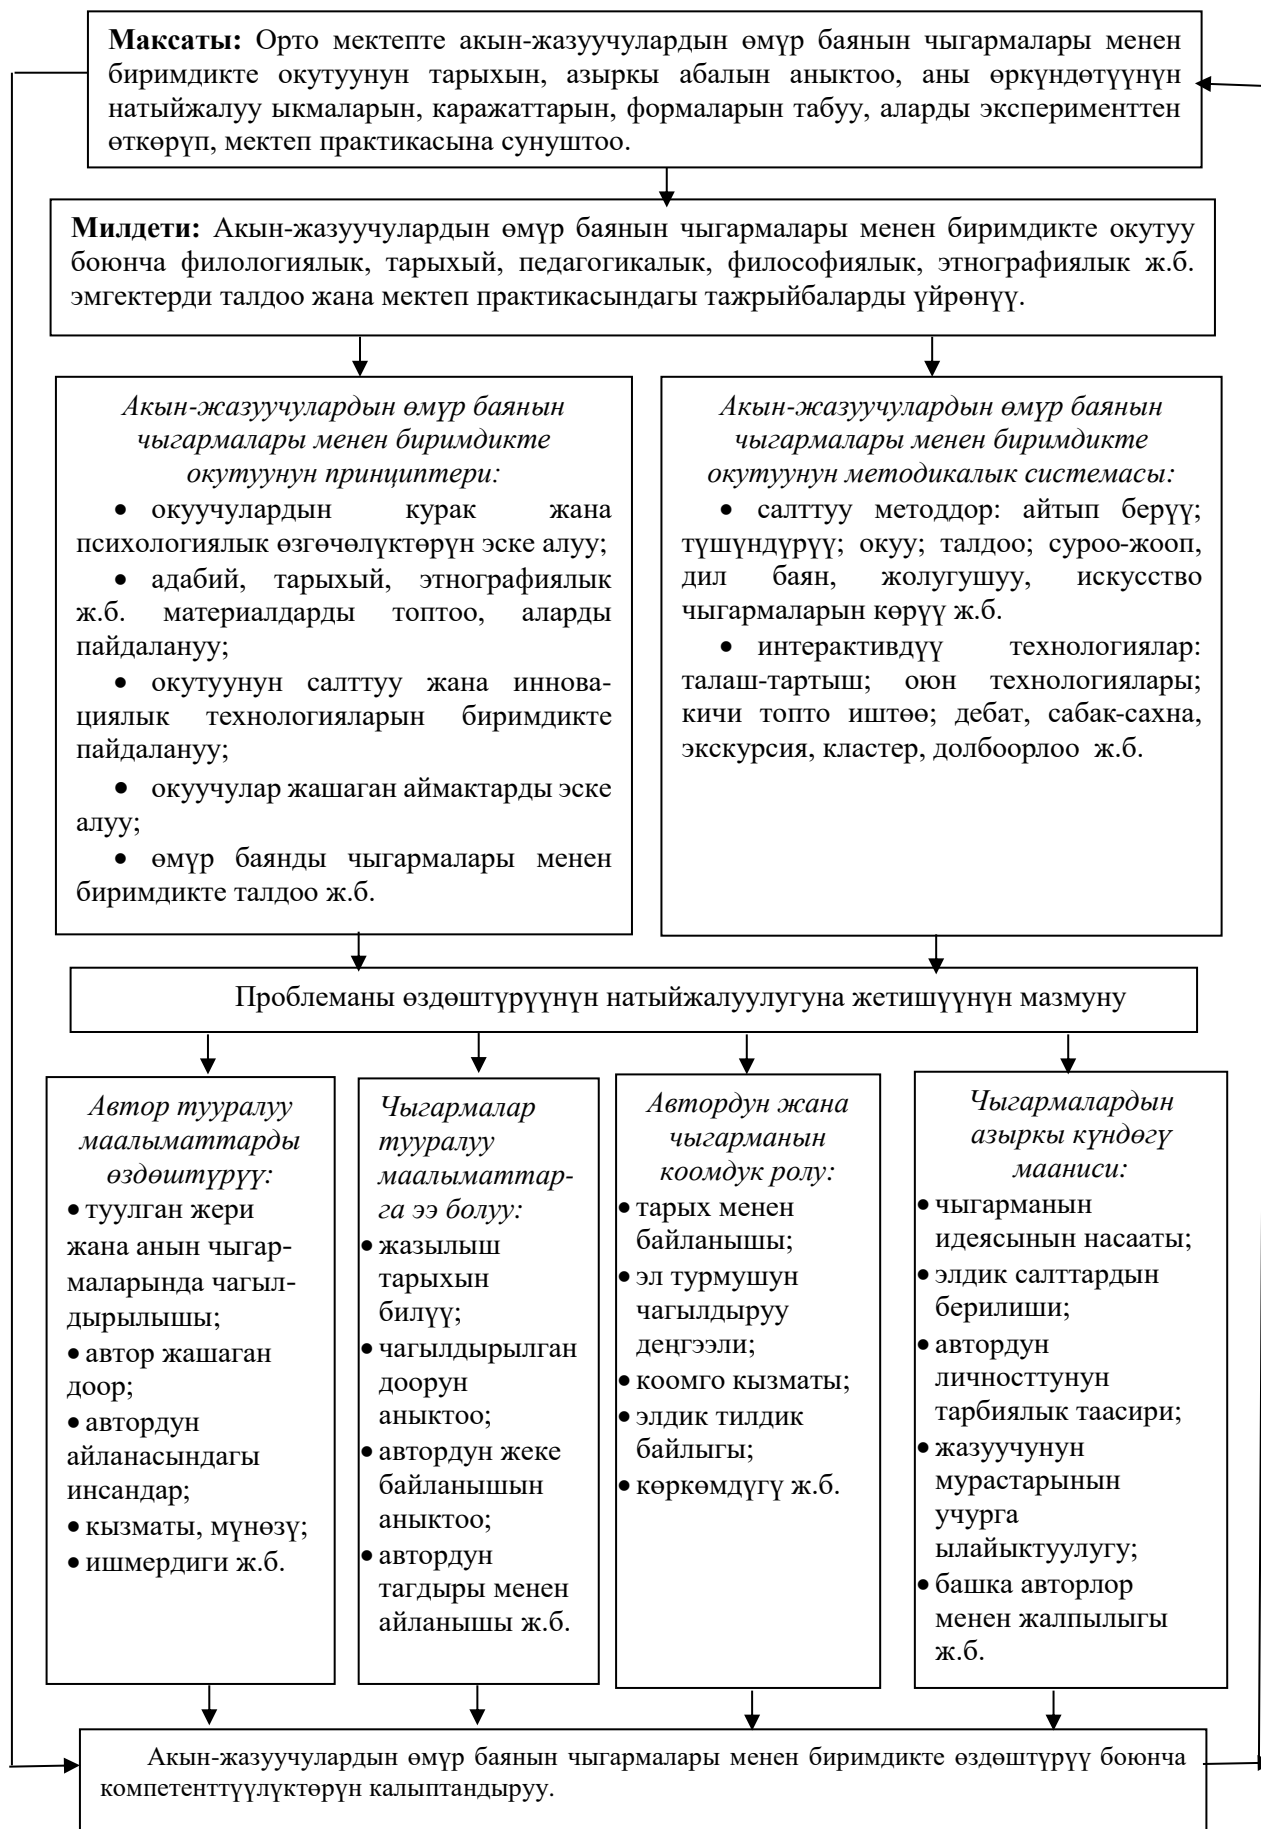 Максаты: Орто мектепте акын-жазуучулардын өмүр баянын чыгармалары менен
биримдикте окутуунун тарыхын, азыркы абалын аныктоо, аны өркүндөтүүнүн
натыйжалуу ыкмаларын, каражаттарын, формаларын табуу, аларды эксперименттен
өткөрүп, мектеп практикасына сунуштоо.
Милдети: Акын-жазуучулардын өмүр баянын чыгармалары менен биримдикте окутуу
боюнча филологиялык, тарыхый, педагогикалык, философиялык, этнографиялык ж.б.
эмгектерди талдоо жана мектеп практикасындагы тажрыйбаларды үйрөнүү.
Акын-жазуучулардын өмүр баянын
чыгармалары менен биримдикте
окутуунун принциптери:
• окуучулардын курак жана
психологиялык өзгөчөлүктөрүн эске алуу;
• адабий, тарыхый, этнографиялык
ж.б. материалдарды топтоо, аларды
пайдалануу;
• окутуунун салттуу жана иннова-
циялык технологияларын биримдикте
пайдалануу;
• окуучулар жашаган аймактарды эске
алуу;
• өмүр баянды чыгармалары менен
биримдикте талдоо ж.б.
Акын-жазуучулардын өмүр баянын
чыгармалары менен биримдикте
окутуунун методикалык системасы:
• салттуу методдор: айтып берүү;
түшүндүрүү; окуу; талдоо; суроо-жооп,
дил баян, жолугушуу, искусство
чыгармаларын көрүү ж.б.
• интерактивдүү технологиялар:
талаш-тартыш; оюн технологиялары;
кичи топто иштөө; дебат, сабак-сахна,
экскурсия, кластер, долбоорлоо ж.б.
Проблеманы өздөштүрүүнүн натыйжалуулугуна жетишүүнүн мазмуну
Автор тууралуу
маалыматтарды
өздөштүрүү:
• туулган жери
жана анын чыгар-
маларында чагыл-
дырылышы;
• автор жашаган
доор;
• автордун
айланасындагы
инсандар;
• кызматы, мүнөзү;
• ишмердиги ж.б.
Чыгармалар
тууралуу
маалыматтар-
га ээ болуу:
• жазылыш
тарыхын
билүү;
• чагылдырылган
доорун
аныктоо;
• автордун жеке
байланышын
аныктоо;
• автордун
тагдыры менен
айланышы ж.б.
Автордун жана
чыгарманын
коомдук ролу:
• тарых менен
байланышы;
• эл турмушун
чагылдыруу
деңгээли;
• коомго кызматы;
• элдик тилдик
байлыгы;
• көркөмдүгү ж.б.
Чыгармалардын
азыркы күндөгү
мааниси:
• чыгарманын
идеясынын насааты;
• элдик салттардын
берилиши;
• автордун
личносттунун
тарбиялык таасири;
• жазуучунун
мурастарынын
учурга
ылайыктуулугу;
• башка авторлор
менен жалпылыгы
ж.б.
Акын-жазуучулардын өмүр баянын чыгармалары менен биримдикте өздөштүрүү боюнча
компетенттүүлүктөрүн калыптандыруу.